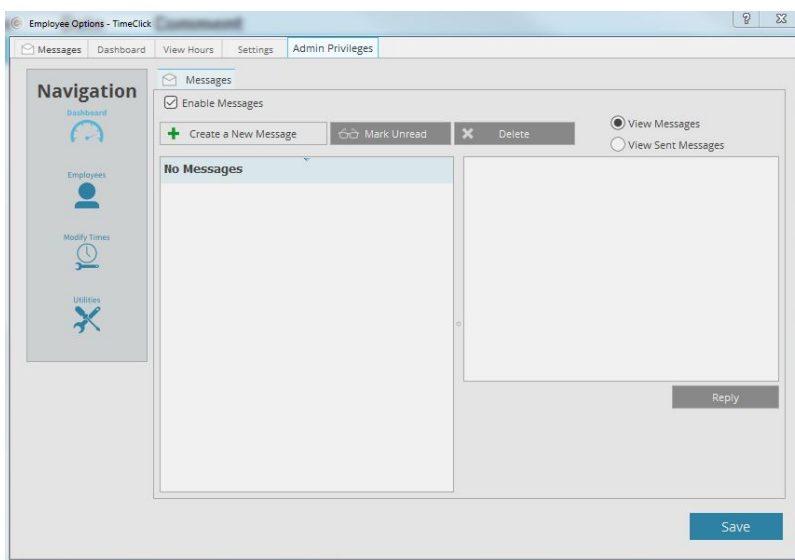 Employee Options - TimeClick
Messages Dashboard View Hours Settings Admin Privileges
Navigation
Dashboard
Employees
Modify Times
Utilities
Messages
Enable Messages
Create a New Message Mark Unread Delete
View Messages
View Sent Messages
No Messages
Reply
Save